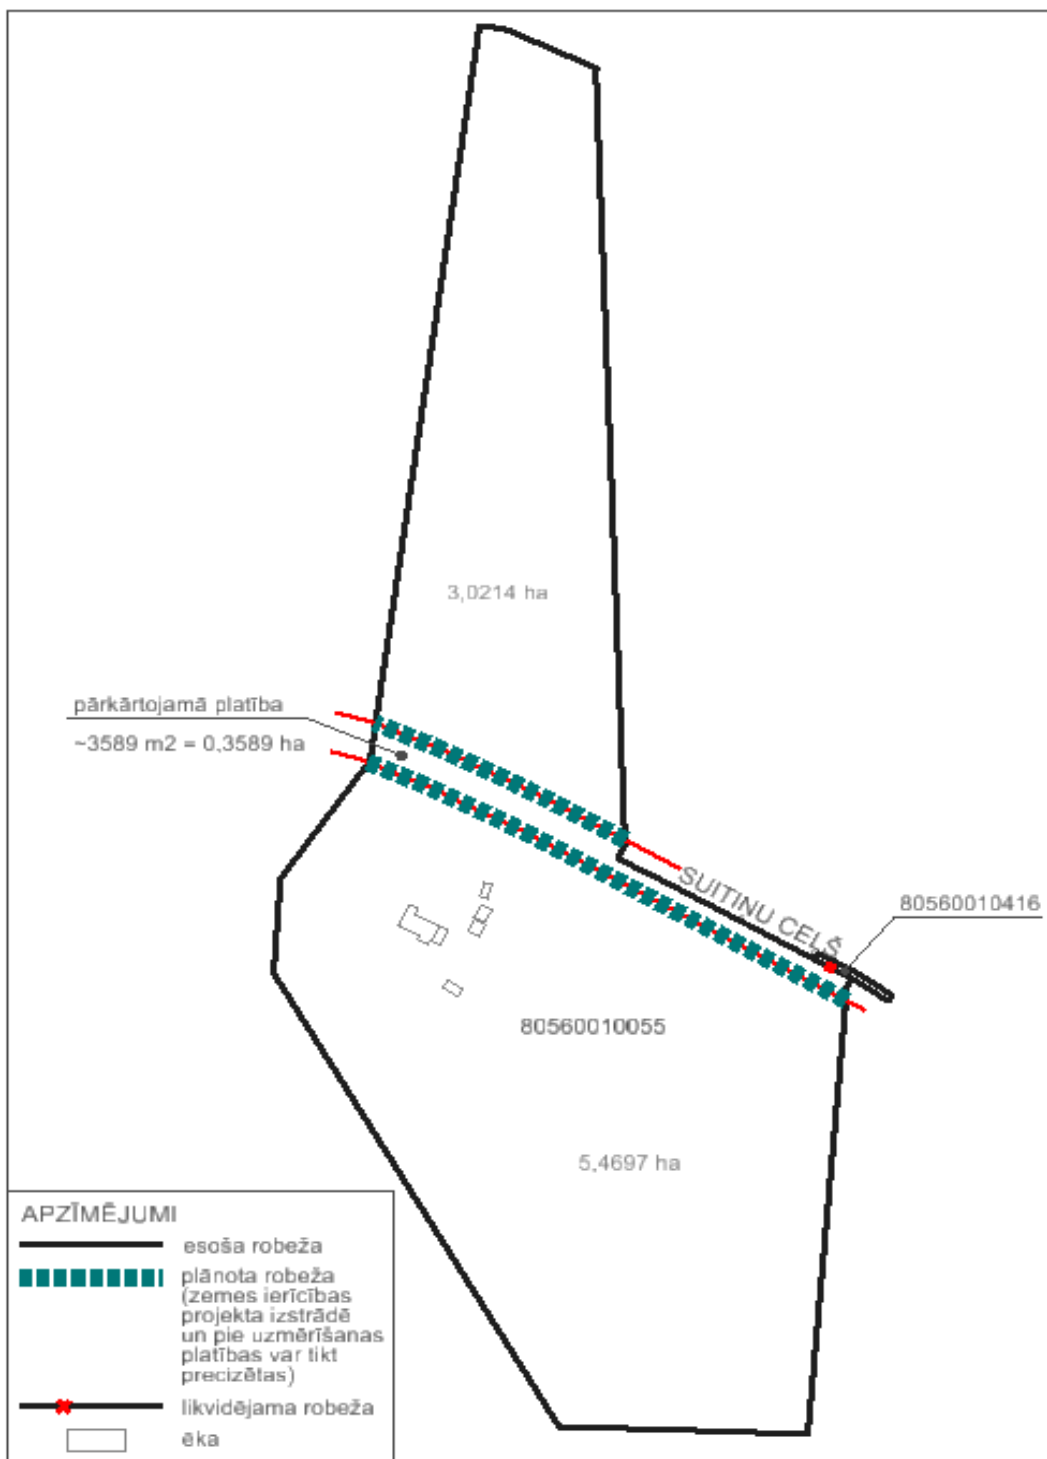 3,0214 ha
pārkārtojamā platība
~3589 m2 = 0,3589 ha
SUITIŅU CEĻŠ
80560010416
80560010055
5,4697 ha
APZĪMĒJUMI
esoša robeža
plānota robeža
(zemes ierīcības
projekta izstrādē
un pie uzmērīšanas
platības var tikt
precizētas)
likvidējama robeža
ēka